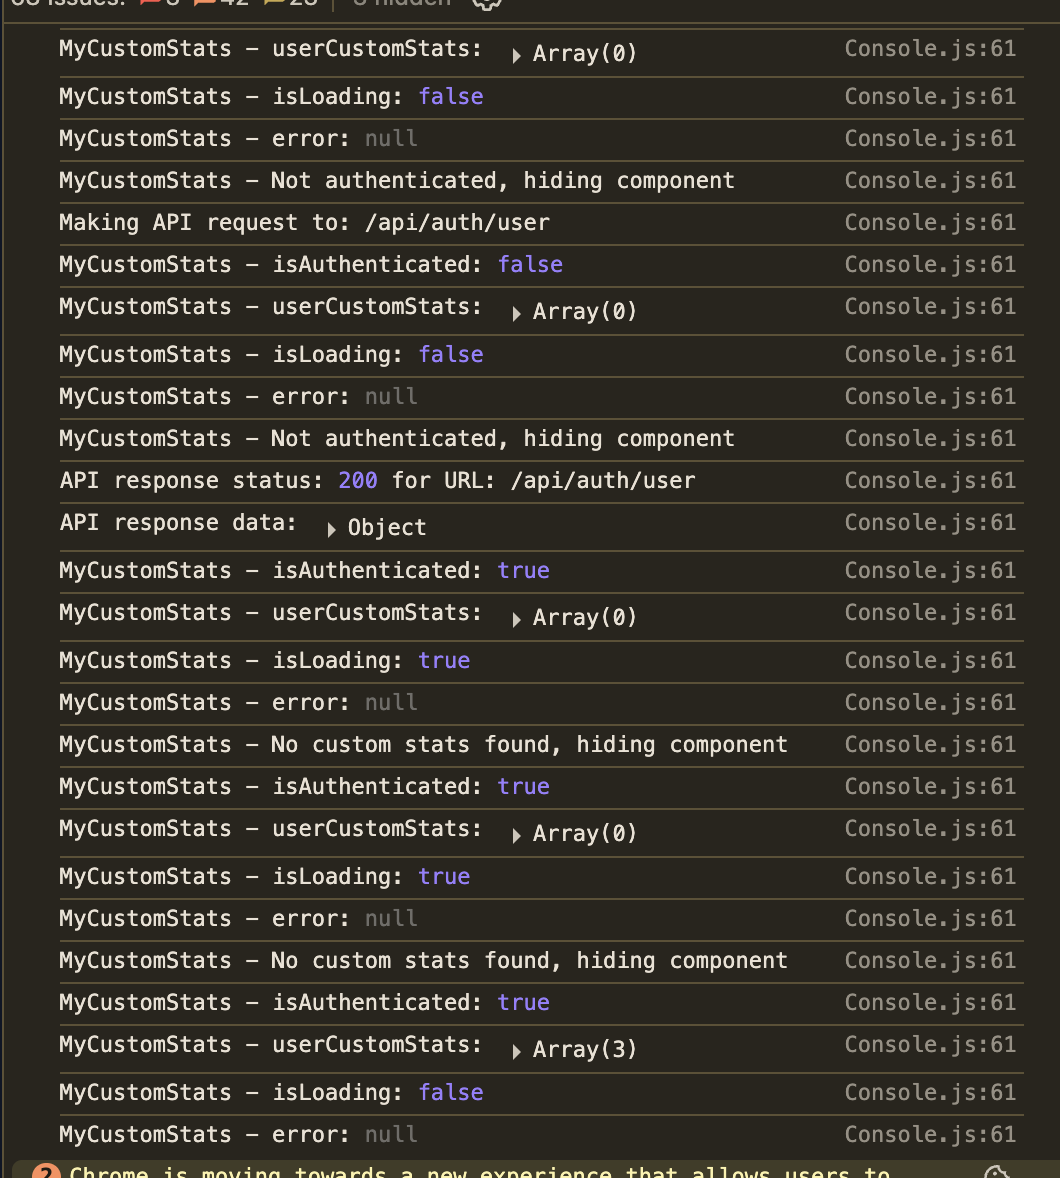 MyCustomStats – userCustomStats: ▶ Array(0) Console.js:61
MyCustomStats – isLoading: false Console.js:61
MyCustomStats – error: null Console.js:61
MyCustomStats – Not authenticated, hiding component Console.js:61
Making API request to: /api/auth/user Console.js:61
MyCustomStats – isAuthenticated: false Console.js:61
MyCustomStats – userCustomStats: ▶ Array(0) Console.js:61
MyCustomStats – isLoading: false Console.js:61
MyCustomStats – error: null Console.js:61
MyCustomStats – Not authenticated, hiding component Console.js:61
API response status: 200 for URL: /api/auth/user Console.js:61
API response data: ▶ Object Console.js:61
MyCustomStats – isAuthenticated: true Console.js:61
MyCustomStats – userCustomStats: ▶ Array(0) Console.js:61
MyCustomStats – isLoading: true Console.js:61
MyCustomStats – error: null Console.js:61
MyCustomStats – No custom stats found, hiding component Console.js:61
MyCustomStats – isAuthenticated: true Console.js:61
MyCustomStats – userCustomStats: ▶ Array(0) Console.js:61
MyCustomStats – isLoading: true Console.js:61
MyCustomStats – error: null Console.js:61
MyCustomStats – No custom stats found, hiding component Console.js:61
MyCustomStats – isAuthenticated: true Console.js:61
MyCustomStats – userCustomStats: ▶ Array(3) Console.js:61
MyCustomStats – isLoading: false Console.js:61
MyCustomStats – error: null Console.js:61
2 Chrome is moving towards a new experience that allows users to